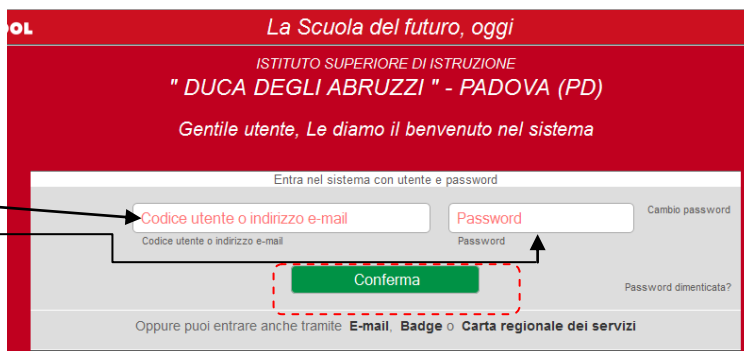 OOL
La Scuola del futuro, oggi
ISTITUTO SUPERIORE DI ISTRUZIONE
" DUCA DEGLI ABRUZZI " - PADOVA (PD)
Gentile utente, Le diamo il benvenuto nel sistema
Entra nel sistema con utente e password
Codice utente o indirizzo e-mail Password Cambio password
Codice utente o indirizzo e-mail Password
Conferma
Password dimenticata?
Oppure puoi entrare anche tramite E-mail, Badge o Carta regionale dei servizi